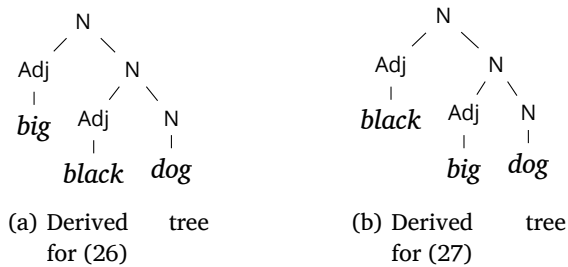 N
Adj N
big Adj N
black dog
(a) Derived tree
for (26)
N
Adj N
black Adj N
big dog
(b) Derived tree
for (27)